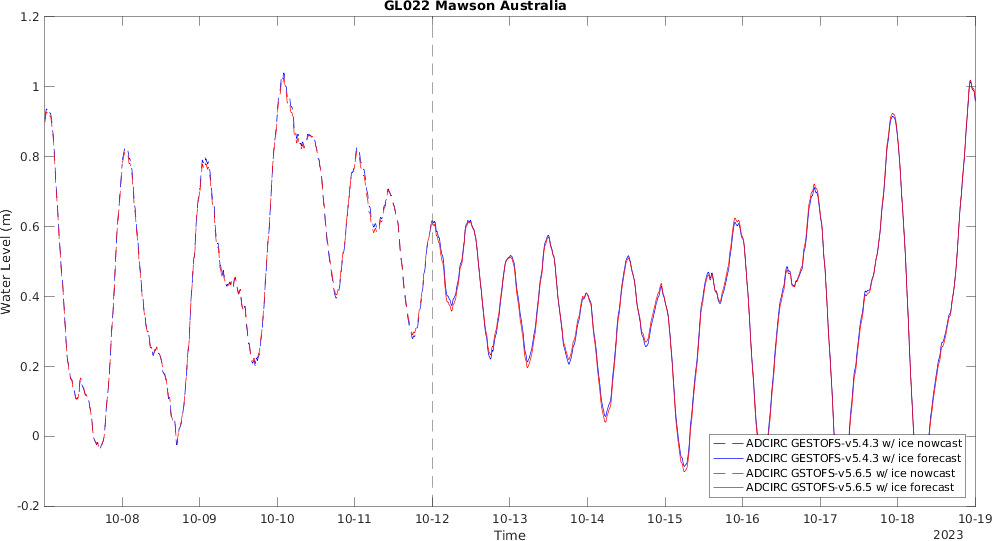 GL022 Mawson Australia
1.2
1
0.8
0.6
0.4
0.2
0
-0.2
Water Level (m)
ADCIRC GESTOFS-v5.4.3 w/ ice nowcast
ADCIRC GESTOFS-v5.4.3 w/ ice forecast
ADCIRC GSTOFS-v5.6.5 w/ ice nowcast
ADCIRC GSTOFS-v5.6.5 w/ ice forecast
10-08 10-09 10-10 10-11 10-12 10-13 10-14 10-15 10-16 10-17 10-18 10-19
Time
2023